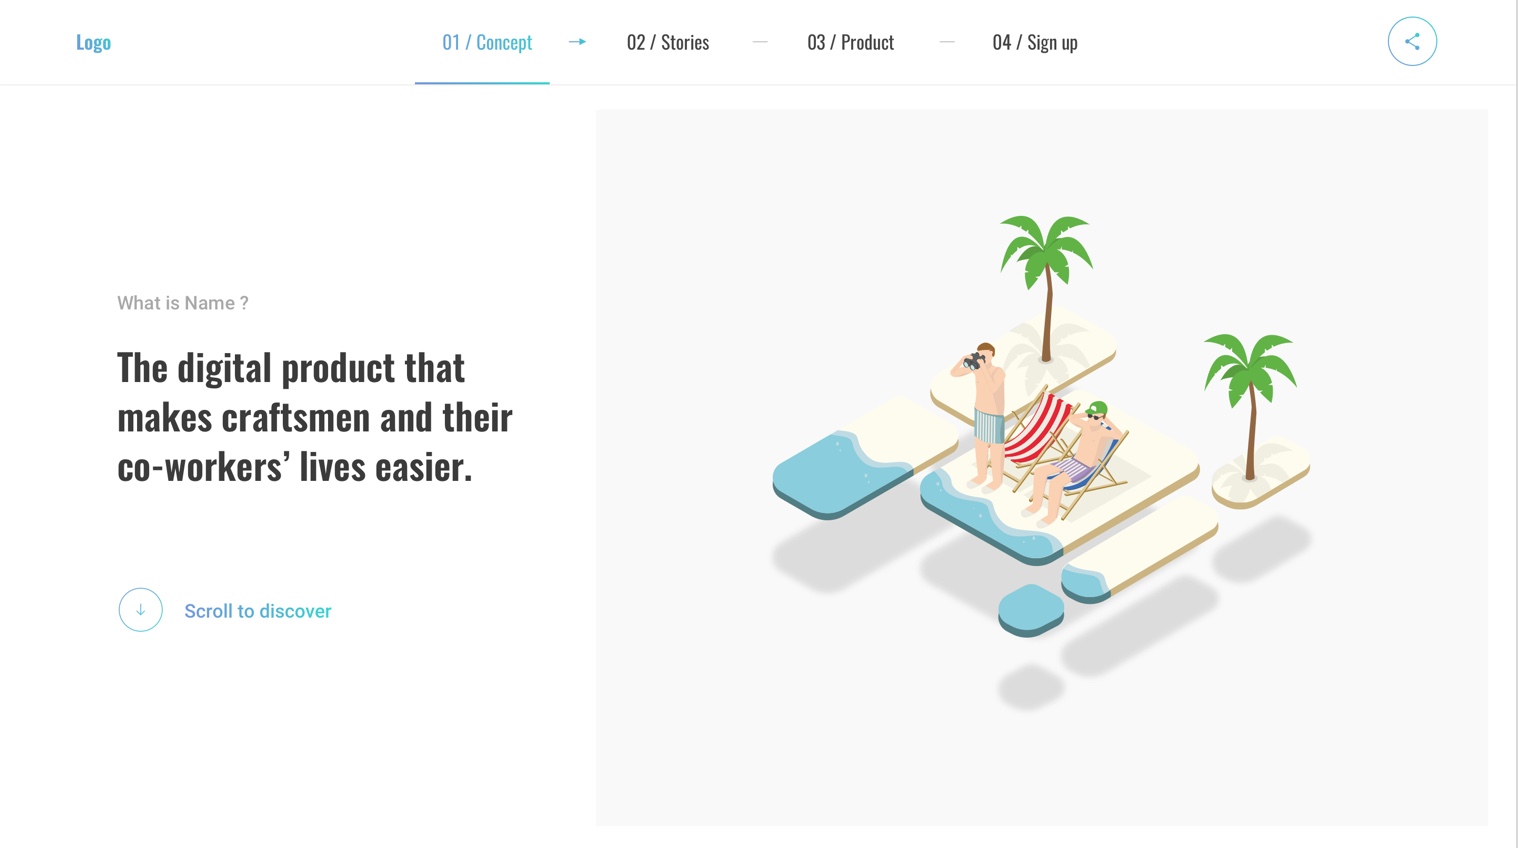 Logo
01 / Concept
02 / Stories
03 / Product
04 / Sign up
What is Name ?
The digital product that
makes craftsmen and their
co-workers’ lives easier.
Scroll to discover